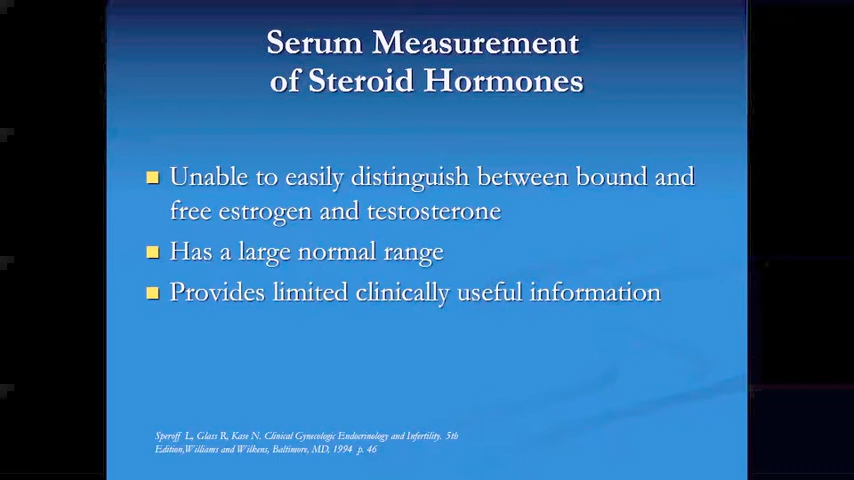 Serum Measurement
of Steroid Hormones
Unable to easily distinguish between bound and
free estrogen and testosterone
Has a large normal range
Provides limited clinically useful information
Speroff L, Glass R, Kase N. Clinical Gynecologic Endocrinology and Infertility. 5th
Edition,Williams and Wilkens, Baltimore, MD, 1994 p. 46